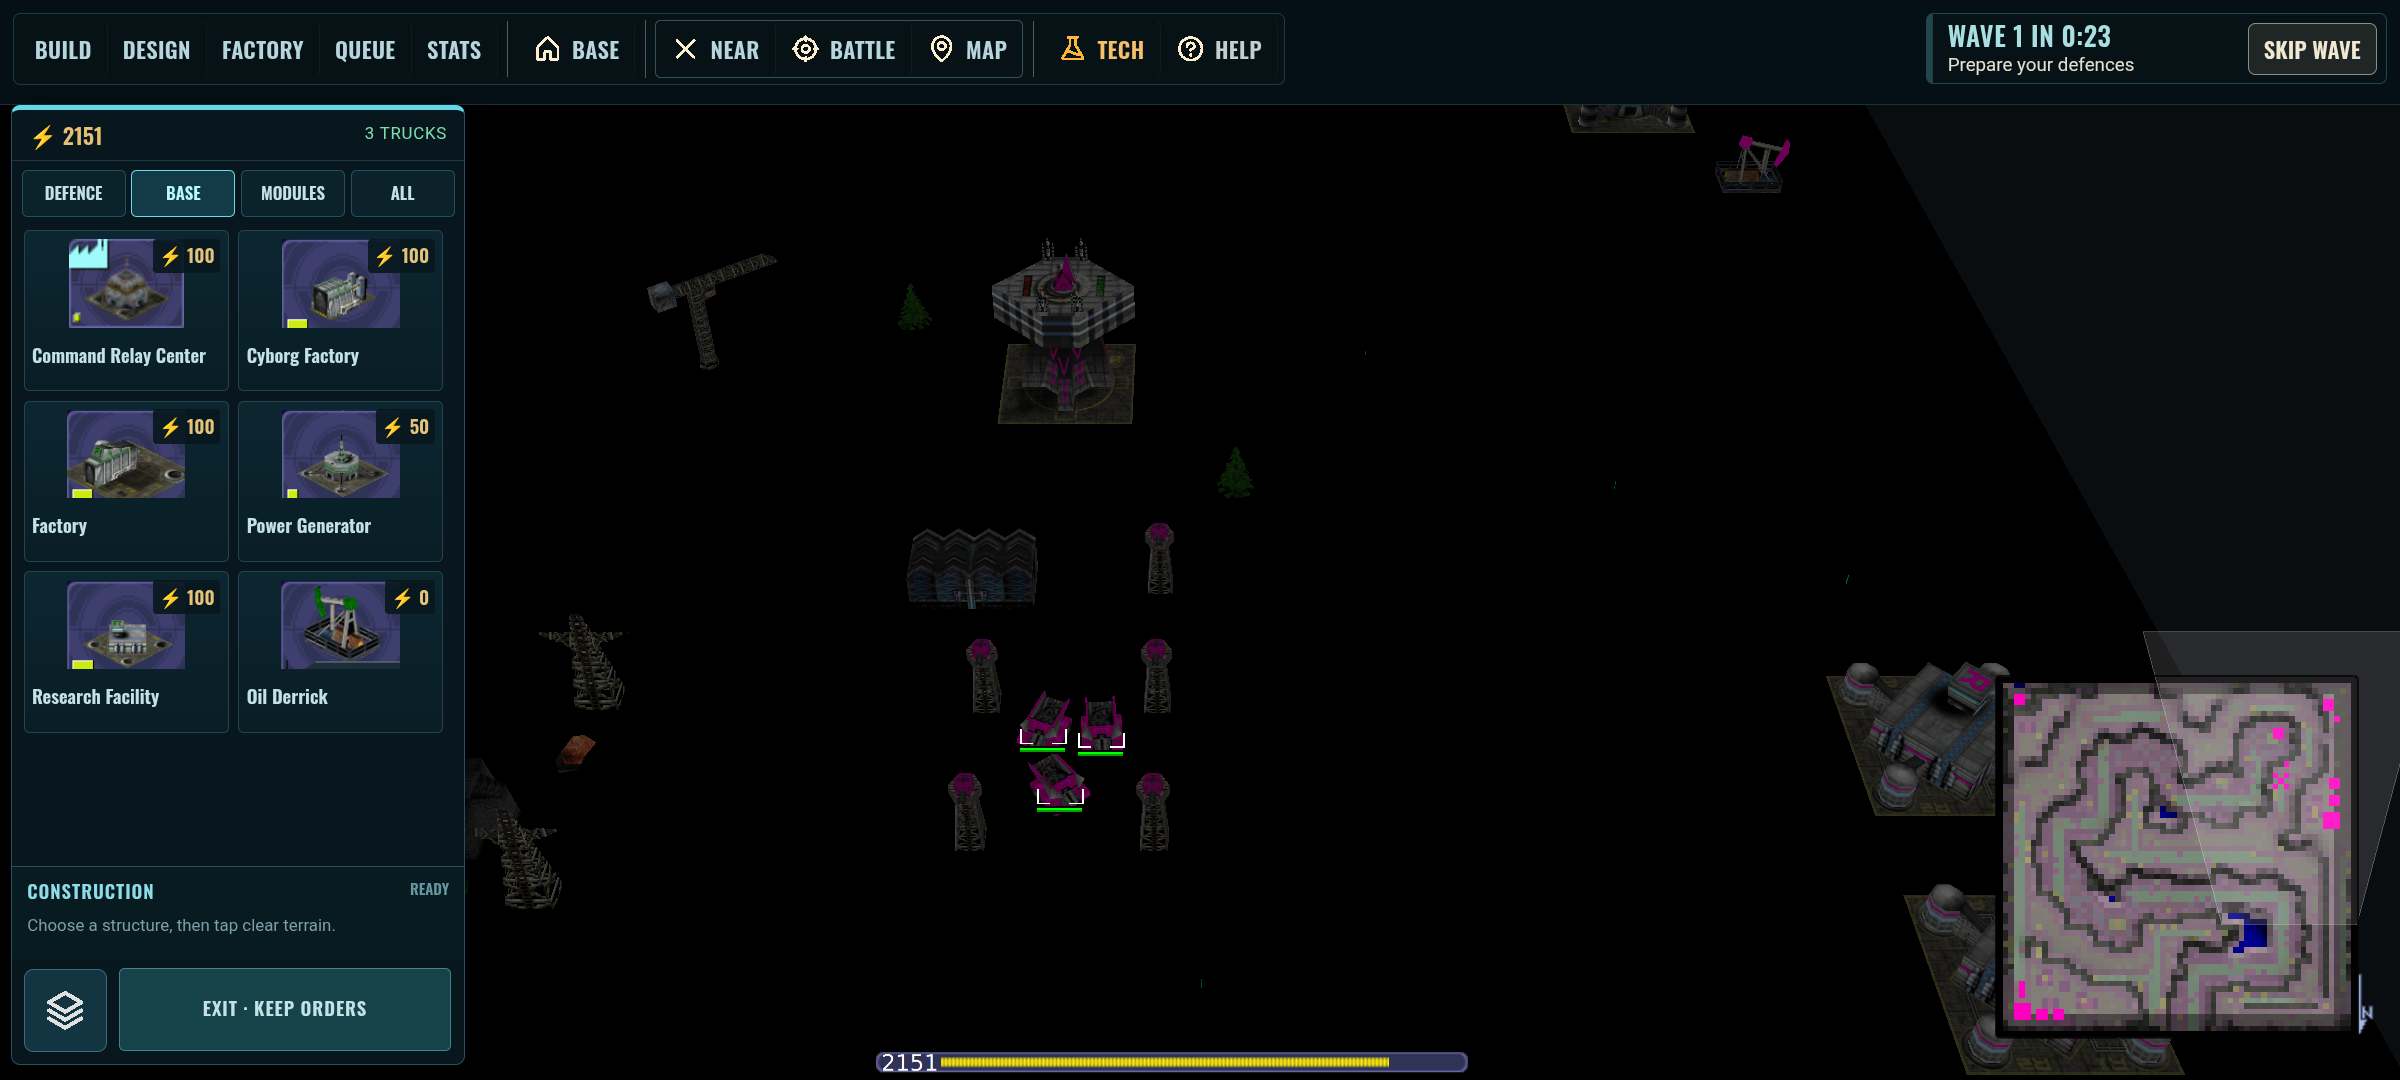 BUILD DESIGN FACTORY QUEUE STATS BASE NEAR BATTLE MAP TECH HELP
WAVE 1 IN 0:23
Prepare your defences
SKIP WAVE
2151
3 TRUCKS
DEFENCE BASE MODULES ALL
100
Command Relay Center
100
Cyborg Factory
100
Factory
50
Power Generator
100
Research Facility
0
Oil Derrick
CONSTRUCTION
READY
Choose a structure, then tap clear terrain.
EXIT · KEEP ORDERS
2151
N